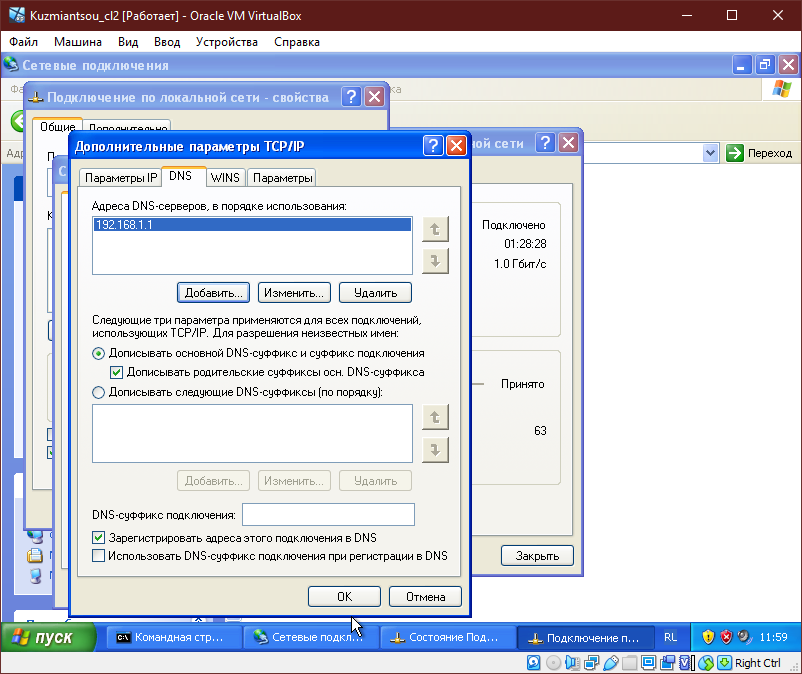 Kuzmiantsou_cl2 [Работает] - Oracle VM VirtualBox
Файл Машина Вид Ввод Устройства Справка
Сетевые подключения
Подключение по локальной сети - свойства
Общие Дополнительно
Дополнительные параметры TCP/IP
ной сети
Переход
Параметры IP DNS WINS Параметры
Адреса DNS-серверов, в порядке использования:
192.168.1.1
Добавить... Изменить... Удалить
Следующие три параметра применяются для всех подключений,
использующих TCP/IP. Для разрешения неизвестных имен:
Дописывать основной DNS-суффикс и суффикс подключения
Дописывать родительские суффиксы осн. DNS-суффикса
Дописывать следующие DNS-суффиксы (по порядку):
Добавить... Изменить... Удалить
DNS-суффикс подключения:
Зарегистрировать адреса этого подключения в DNS
Использовать DNS-суффикс подключения при регистрации в DNS
OK Отмена
Подключено
01:28:28
1.0 Гбит/с
Принято
63
Закрыть
пуск Командная стр... Сетевые подкл... Состояние Под... Подключение п... RL 11:59
Right Ctrl